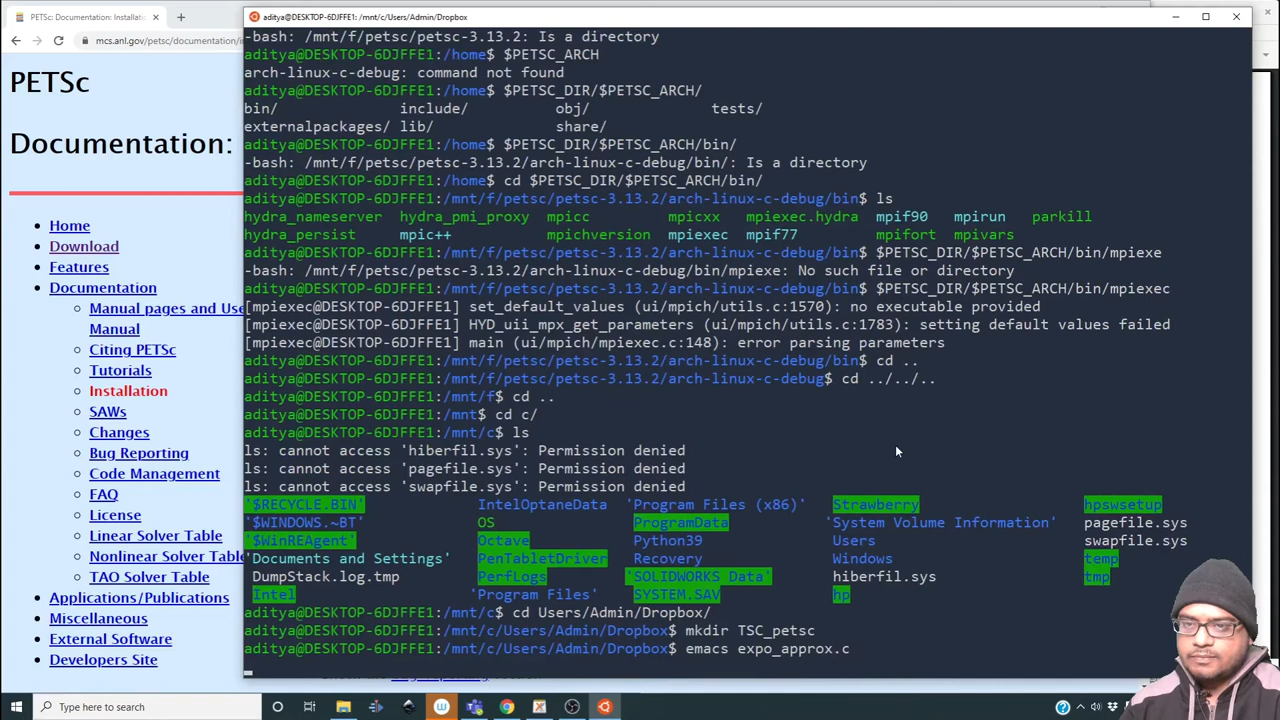 PETSc: Documentation: Installa
mcs.anl.gov/petsc/documentation/i
PETSc
Documentation:
Home
Download
Features
Documentation
Manual pages and Use
Manual
Citing PETSc
Tutorials
Installation
SAWs
Changes
Bug Reporting
Code Management
FAQ
License
Linear Solver Table
Nonlinear Solver Table
TAO Solver Table
Applications/Publications
Miscellaneous
External Software
Developers Site
aditya@DESKTOP-6DJFFE1: /mnt/c/Users/Admin/Dropbox
-bash: /mnt/f/petsc/petsc-3.13.2: Is a directory
aditya@DESKTOP-6DJFFE1:/home$ $PETSC_ARCH
arch-linux-c-debug: command not found
aditya@DESKTOP-6DJFFE1:/home$ $PETSC_DIR/$PETSC_ARCH/
bin/ include/ obj/ tests/
externalpackages/ lib/ share/
aditya@DESKTOP-6DJFFE1:/home$ $PETSC_DIR/$PETSC_ARCH/bin/
-bash: /mnt/f/petsc/petsc-3.13.2/arch-linux-c-debug/bin/: Is a directory
aditya@DESKTOP-6DJFFE1:/home$ cd $PETSC_DIR/$PETSC_ARCH/bin/
aditya@DESKTOP-6DJFFE1:/mnt/f/petsc/petsc-3.13.2/arch-linux-c-debug/bin$ ls
hydra_nameserver hydra_pmi_proxy mpicc mpicxx mpiexec.hydra mpif90 mpirun parkill
hydra_persist mpic++ mpichversion mpiexec mpif77 mpifort mpivars
aditya@DESKTOP-6DJFFE1:/mnt/f/petsc/petsc-3.13.2/arch-linux-c-debug/bin$ $PETSC_DIR/$PETSC_ARCH/bin/mpiexe
-bash: /mnt/f/petsc/petsc-3.13.2/arch-linux-c-debug/bin/mpiexe: No such file or directory
aditya@DESKTOP-6DJFFE1:/mnt/f/petsc/petsc-3.13.2/arch-linux-c-debug/bin$ $PETSC_DIR/$PETSC_ARCH/bin/mpiexec
[mpiexec@DESKTOP-6DJFFE1] set_default_values (ui/mpich/utils.c:1570): no executable provided
[mpiexec@DESKTOP-6DJFFE1] HYD_uii_mpx_get_parameters (ui/mpich/utils.c:1783): setting default values failed
[mpiexec@DESKTOP-6DJFFE1] main (ui/mpich/mpiexec.c:148): error parsing parameters
aditya@DESKTOP-6DJFFE1:/mnt/f/petsc/petsc-3.13.2/arch-linux-c-debug/bin$ cd ..
aditya@DESKTOP-6DJFFE1:/mnt/f/petsc/petsc-3.13.2/arch-linux-c-debug$ cd ../../..
aditya@DESKTOP-6DJFFE1:/mnt/f$ cd ..
aditya@DESKTOP-6DJFFE1:/mnt$ cd c/
aditya@DESKTOP-6DJFFE1:/mnt/c$ ls
ls: cannot access 'hiberfil.sys': Permission denied
ls: cannot access 'pagefile.sys': Permission denied
ls: cannot access 'swapfile.sys': Permission denied
'$RECYCLE.BIN' IntelOptaneData 'Program Files (x86)' Strawberry hpswsetup
'$WINDOWS.~BT' OS ProgramData 'System Volume Information' pagefile.sys
'$WinREAgent' Octave Python39 Users swapfile.sys
'Documents and Settings' PenTabletDriver Recovery Windows temp
DumpStack.log.tmp PerfLogs 'SOLIDWORKS Data' hiberfil.sys tmp
Intel 'Program Files' SYSTEM.SAV hp
aditya@DESKTOP-6DJFFE1:/mnt/c$ cd Users/Admin/Dropbox/
aditya@DESKTOP-6DJFFE1:/mnt/c/Users/Admin/Dropbox$ mkdir TSC_petsc
aditya@DESKTOP-6DJFFE1:/mnt/c/Users/Admin/Dropbox$ emacs expo_approx.c
Type here to search